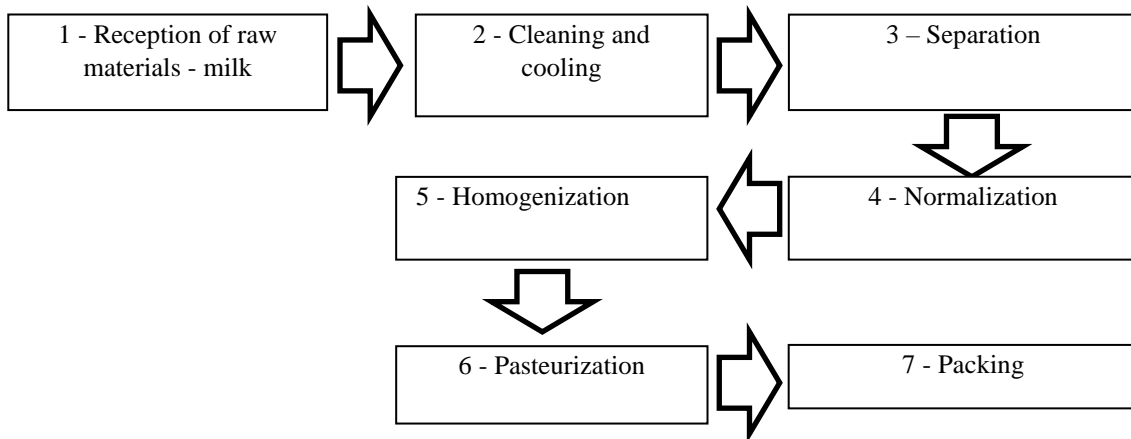 1 - Reception of raw
materials - milk
2 - Cleaning and
cooling
3 – Separation
4 - Normalization
5 - Homogenization
6 - Pasteurization
7 - Packing